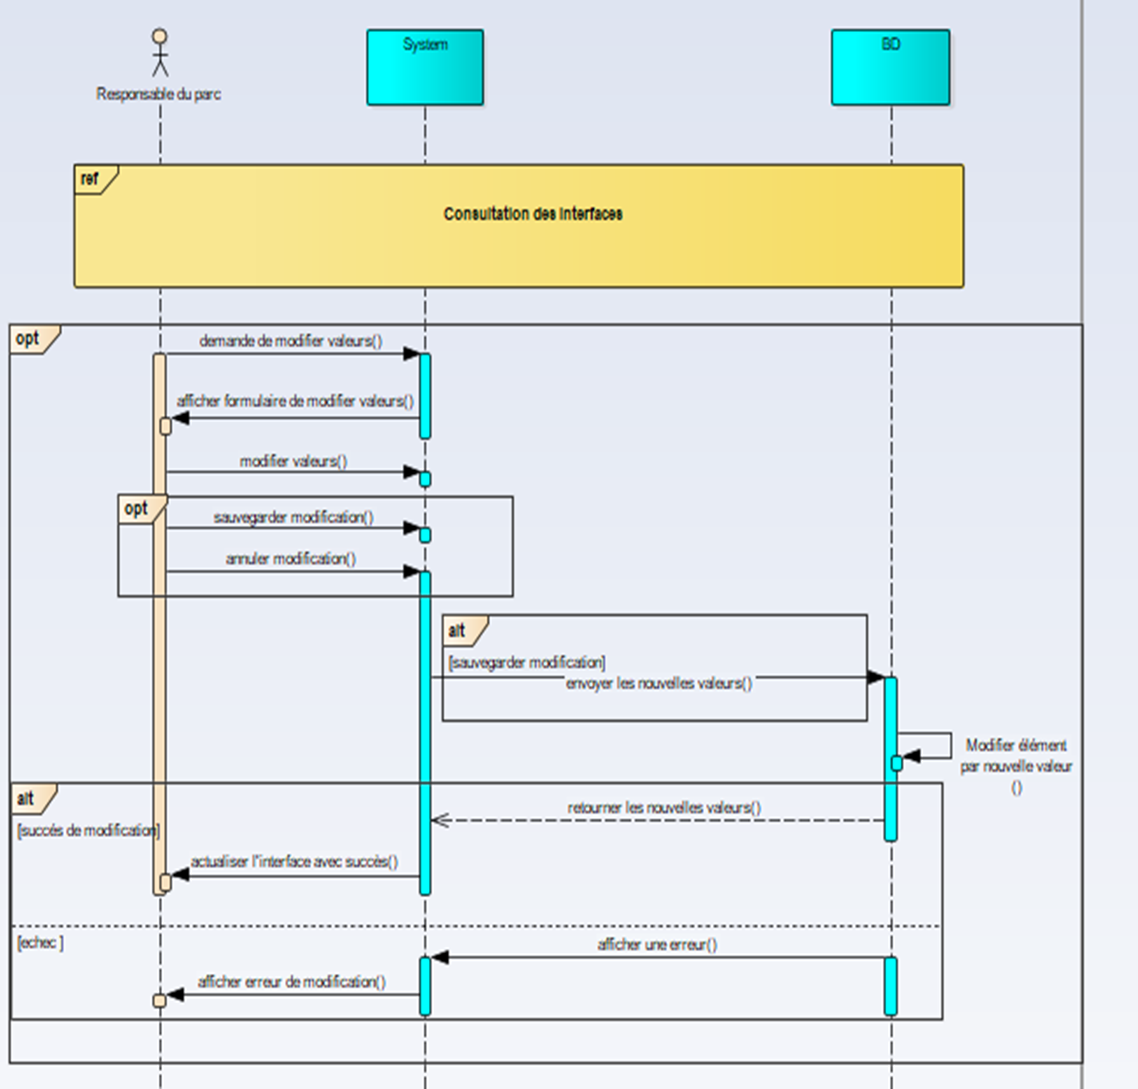 System
BD
Responsable du parc
ref
Consultation des interfaces
opt
demande de modifier valeurs()
afficher formulaire de modifier valeurs()
modifier valeurs()
opt
sauvegarder modification()
annuler modification()
alt
[sauvegarder modification]
envoyer les nouvelles valeurs()
Modifier élément
par nouvelle valeur
()
alt
retourner les nouvelles valeurs()
[succés de modification]
actualiser l'interface avec succès()
[echec ]
afficher une erreur()
afficher erreur de modification()